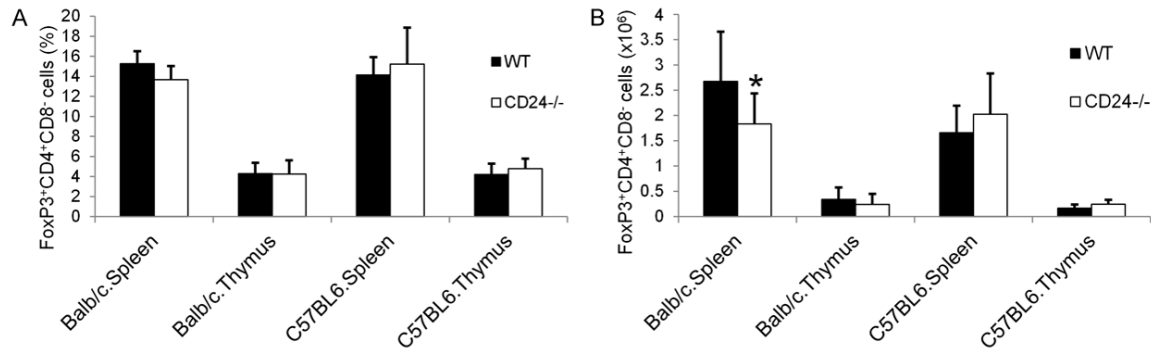 A
FoxP3⁺CD4⁺CD8⁻ cells (%)
20
18
16
14
12
10
8
6
4
2
0
WT
CD24-/-
Balb/c.Spleen
Balb/c.Thymus
C57BL6.Spleen
C57BL6.Thymus
B
FoxP3⁺CD4⁺CD8⁻ cells (x10⁶)
4
3.5
3
2.5
2
1.5
1
0.5
0
*
WT
CD24-/-
Balb/c.Spleen
Balb/c.Thymus
C57BL6.Spleen
C57BL6.Thymus